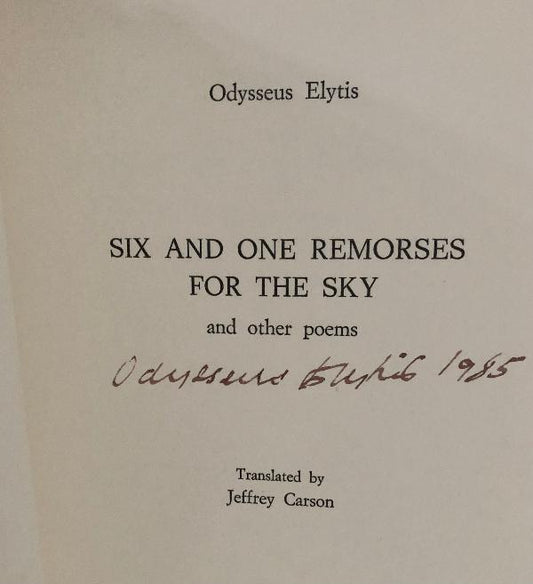 Odysseus Elytis
SIX AND ONE REMORSES
FOR THE SKY
and other poems
Odysseus Elytis 1985
Translated by
Jeffrey Carson